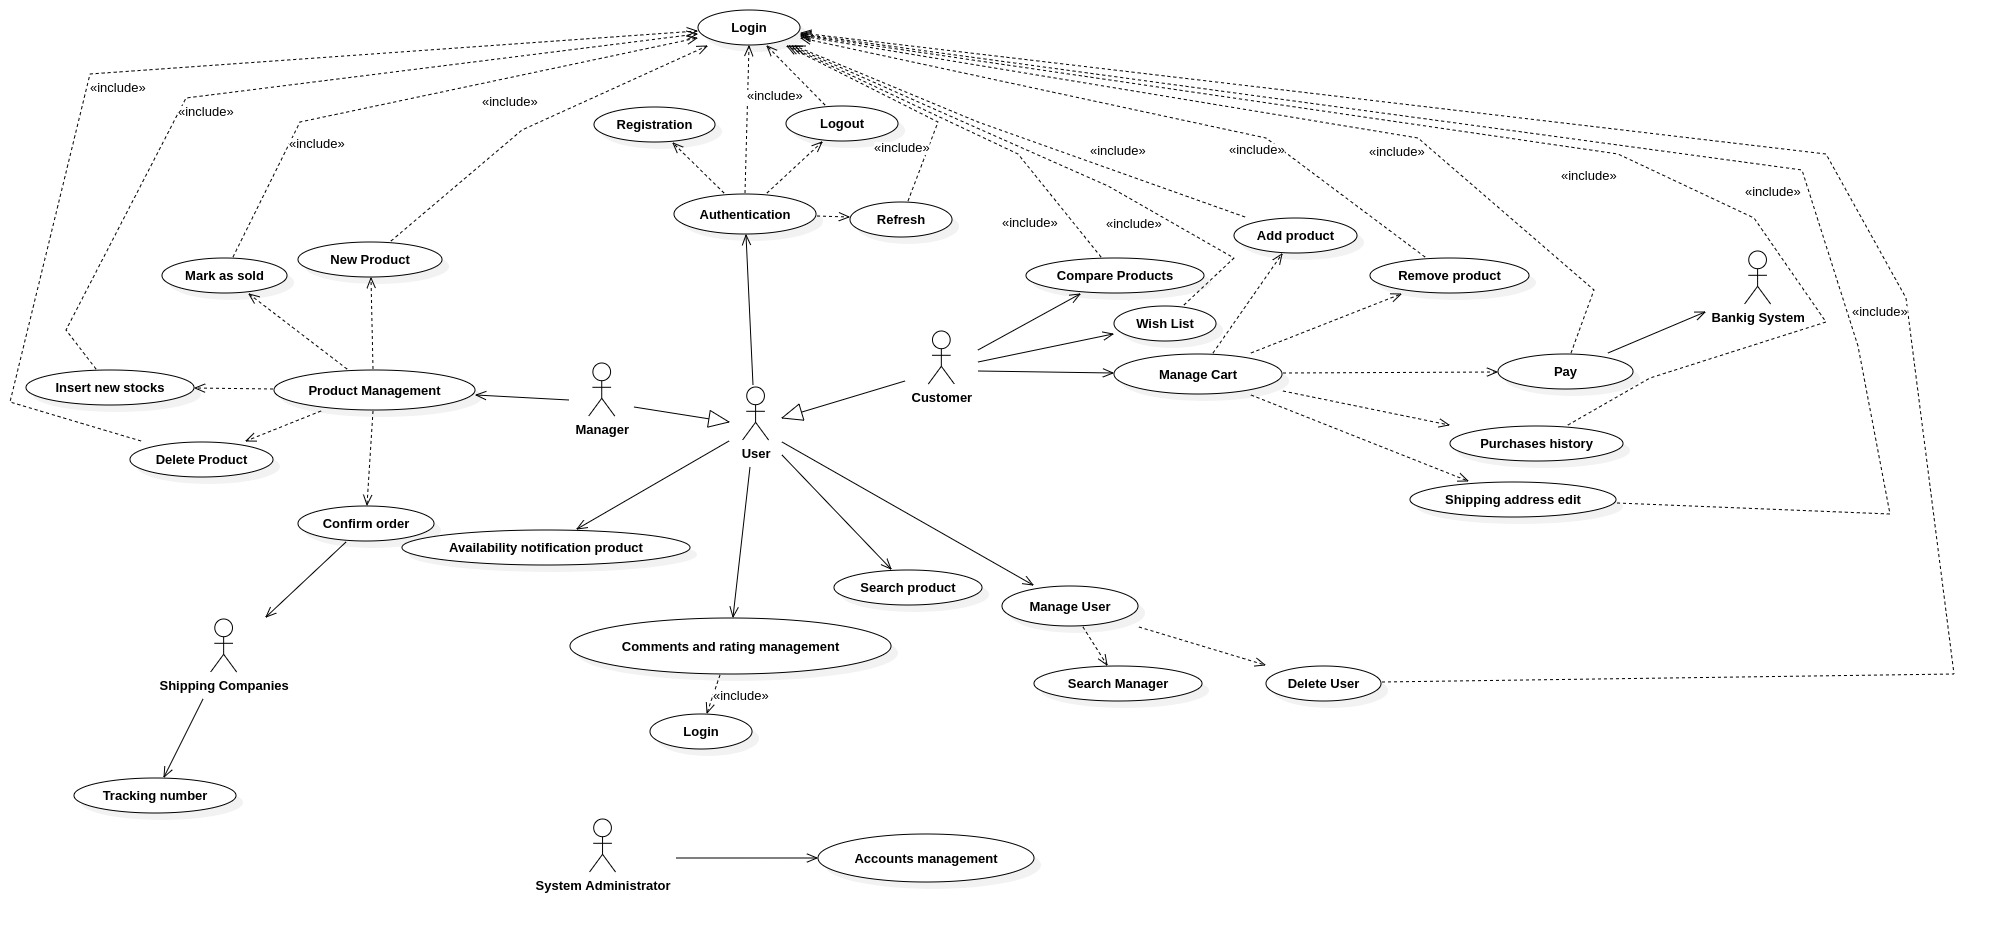 Login
«include»
«include»
«include»
«include»
«include»
Registration
Logout
«include»
«include»
«include»
«include»
«include»
«include»
«include»
«include»
Authentication
Refresh
«include»
Add product
New Product
Mark as sold
Compare Products
Remove product
Wish List
Bankig System
«include»
Insert new stocks
Product Management
Manage Cart
Pay
Customer
Manager
User
Delete Product
Purchases history
Shipping address edit
Confirm order
Availability notification product
Search product
Manage User
Comments and rating management
Shipping Companies
Search Manager
Delete User
«include»
Login
Tracking number
Accounts management
System Administrator